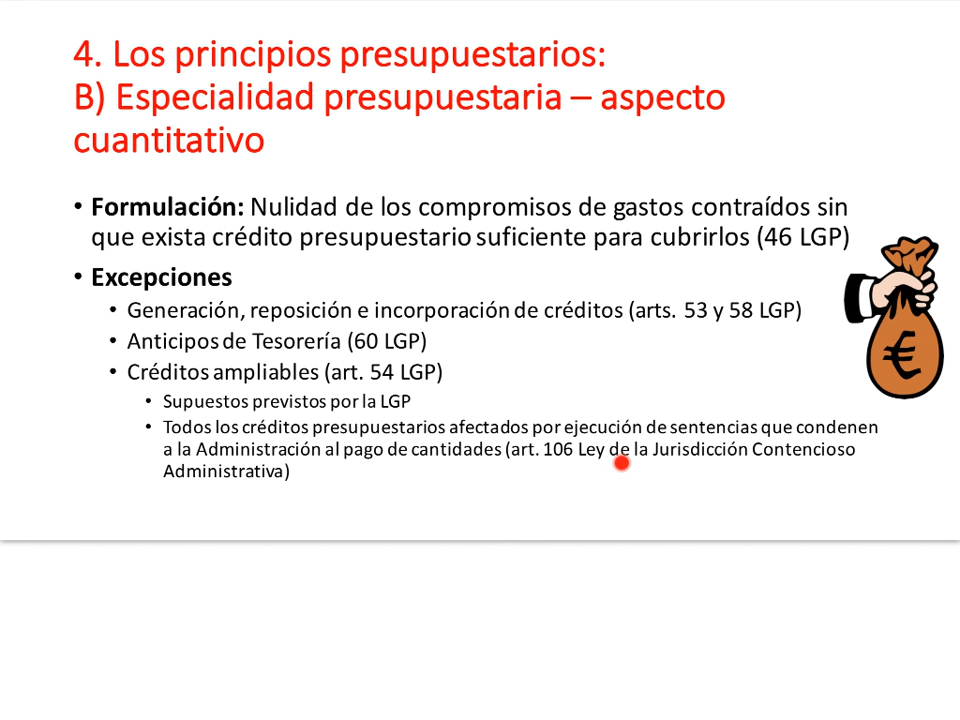 4. Los principios presupuestarios:
B) Especialidad presupuestaria – aspecto
cuantitativo
• Formulación: Nulidad de los compromisos de gastos contraídos sin
que exista crédito presupuestario suficiente para cubrirlos (46 LGP)
• Excepciones
• Generación, reposición e incorporación de créditos (arts. 53 y 58 LGP)
• Anticipos de Tesorería (60 LGP)
• Créditos ampliables (art. 54 LGP)
• Supuestos previstos por la LGP
• Todos los créditos presupuestarios afectados por ejecución de sentencias que condenen
a la Administración al pago de cantidades (art. 106 Ley de la Jurisdicción Contencioso
Administrativa)
€